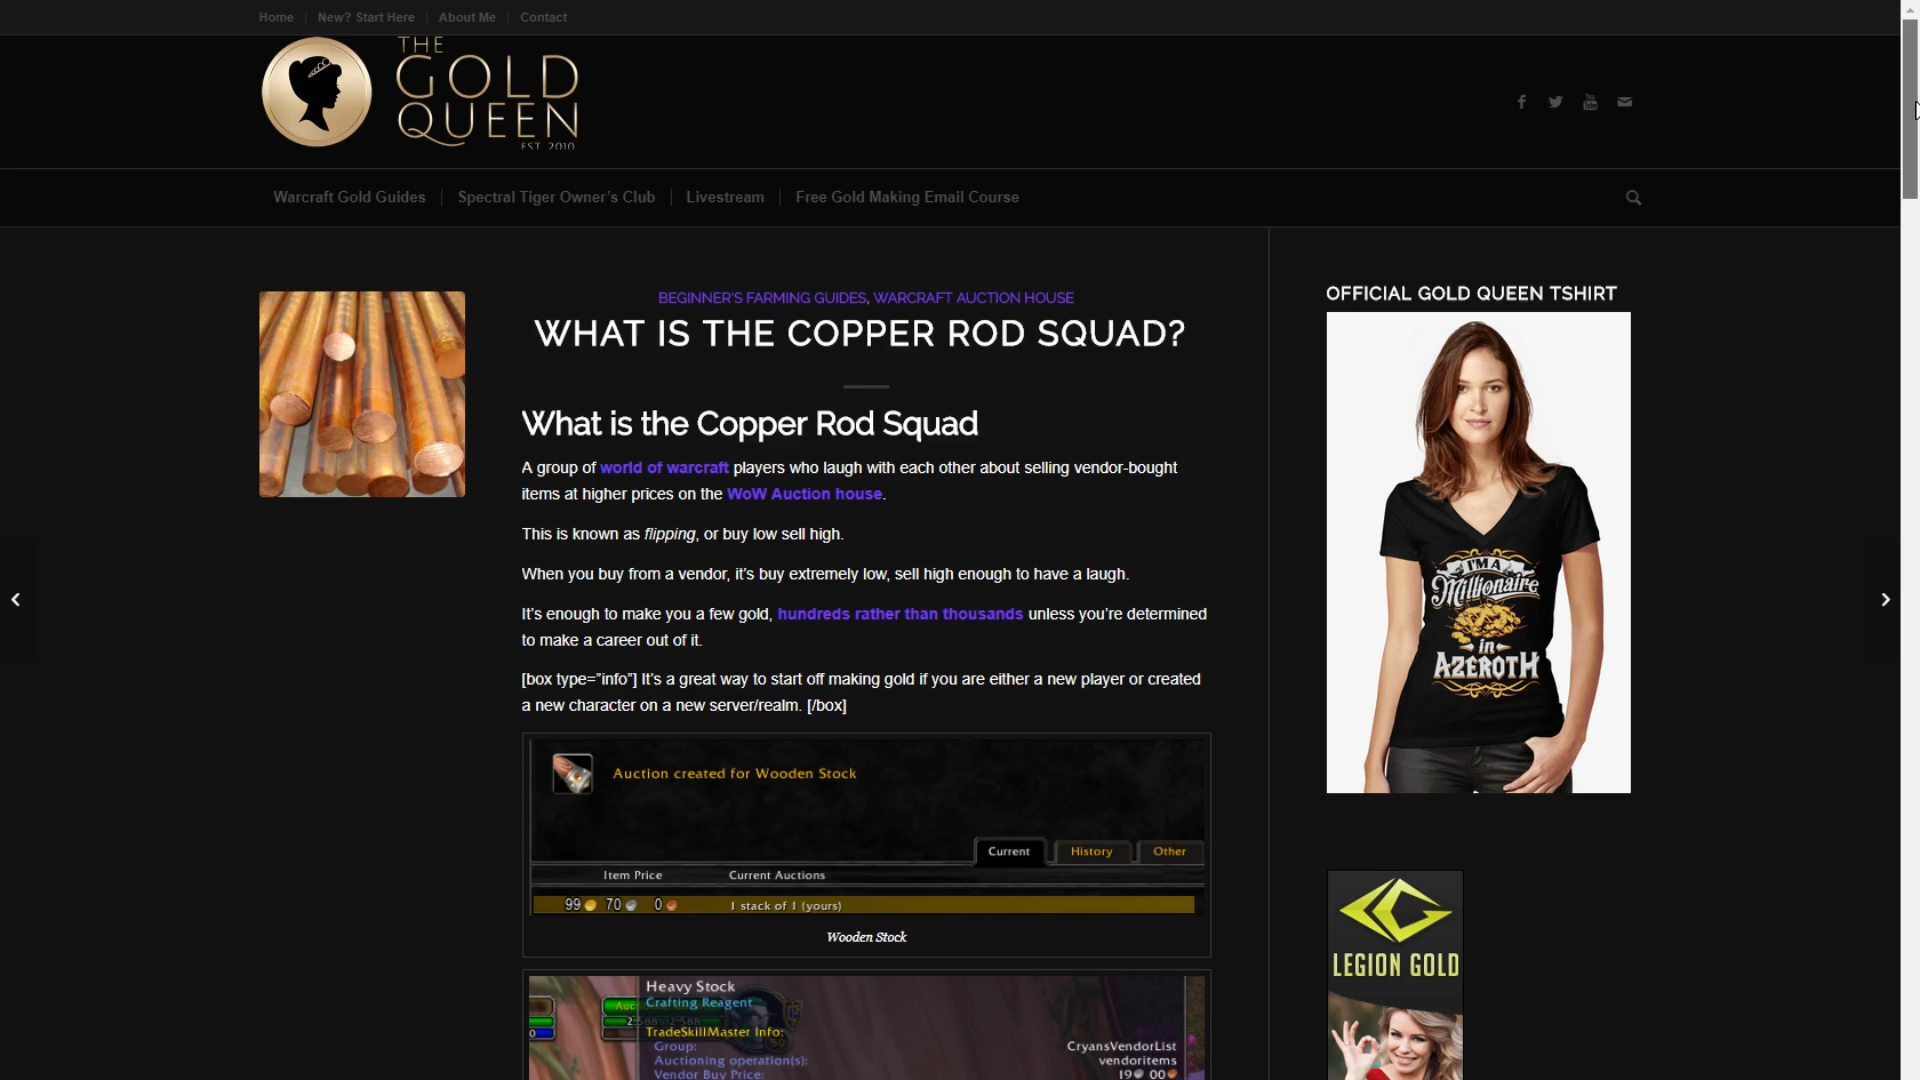 Home
New? Start Here
About Me
Contact
THE
GOLD
QUEEN
EST 2010
Warcraft Gold Guides
Spectral Tiger Owner’s Club
Livestream
Free Gold Making Email Course
BEGINNER'S FARMING GUIDES, WARCRAFT AUCTION HOUSE
WHAT IS THE COPPER ROD SQUAD?
What is the Copper Rod Squad
A group of world of warcraft players who laugh with each other about selling vendor-bought
items at higher prices on the WoW Auction house.
This is known as flipping, or buy low sell high.
When you buy from a vendor, it’s buy extremely low, sell high enough to have a laugh.
It’s enough to make you a few gold, hundreds rather than thousands unless you’re determined
to make a career out of it.
[box type="info"] It’s a great way to start off making gold if you are either a new player or created
a new character on a new server/realm. [/box]
Auction created for Wooden Stock
Current
History
Other
Item Price
Current Auctions
99 70 0
1 stack of 1 (yours)
Wooden Stock
Heavy Stock
Crafting Reagent
TradeSkillMaster Info:
Group:
CryansVendorList
Auctioning operation(s):
vendoritems
Vendor Buy Price:
19 00
OFFICIAL GOLD QUEEN TSHIRT
I'M A
Millionaire
in
AZEROTH
LEGION GOLD